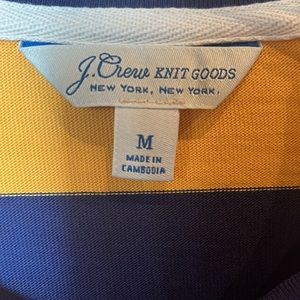 J.Crew KNIT GOODS
NEW YORK, NEW YORK.
M
MADE IN
CAMBODIA